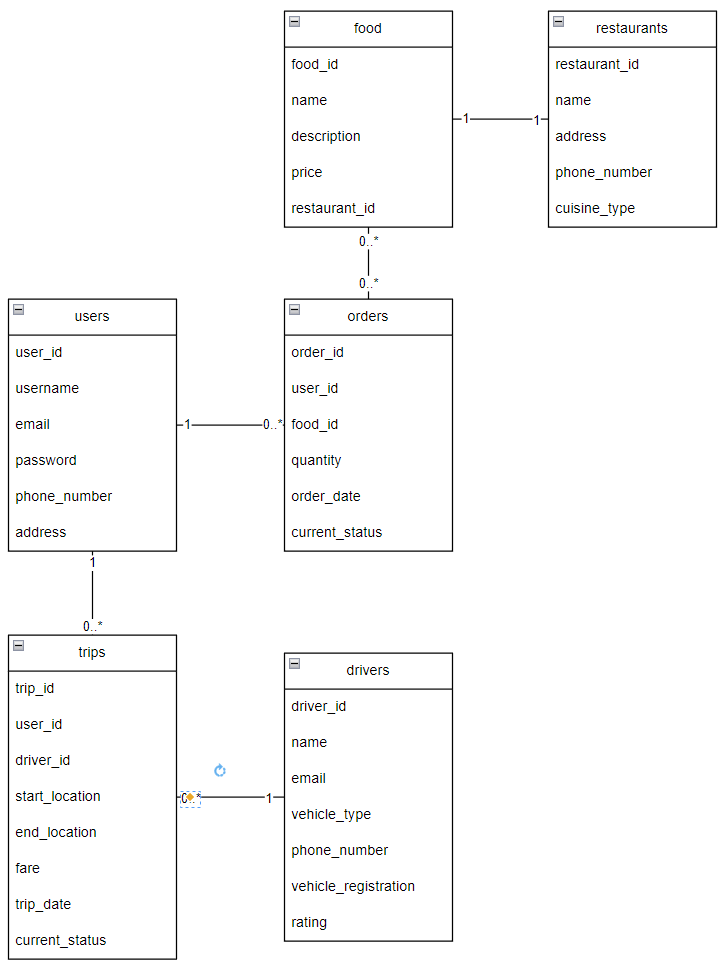 food
food_id
name
description
price
restaurant_id
restaurants
restaurant_id
name
address
phone_number
cuisine_type
1
1
0..*
0..*
users
user_id
username
email
password
phone_number
address
1
0..*
orders
order_id
user_id
food_id
quantity
order_date
current_status
1
0..*
trips
trip_id
user_id
driver_id
start_location
end_location
fare
trip_date
current_status
0..*
1
drivers
driver_id
name
email
vehicle_type
phone_number
vehicle_registration
rating